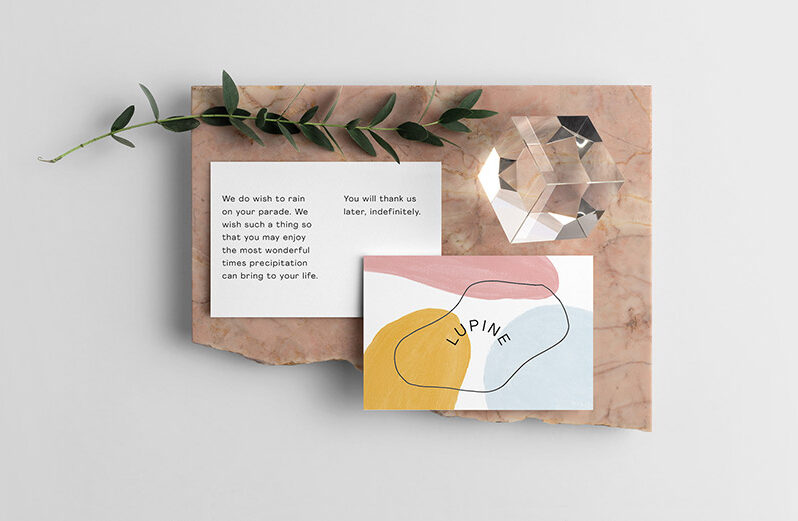 We do wish to rain
on your parade. We
wish such a thing so
that you may enjoy
the most wonderful
times precipitation
can bring to your life.
You will thank us
later, indefinitely.
LUPINE